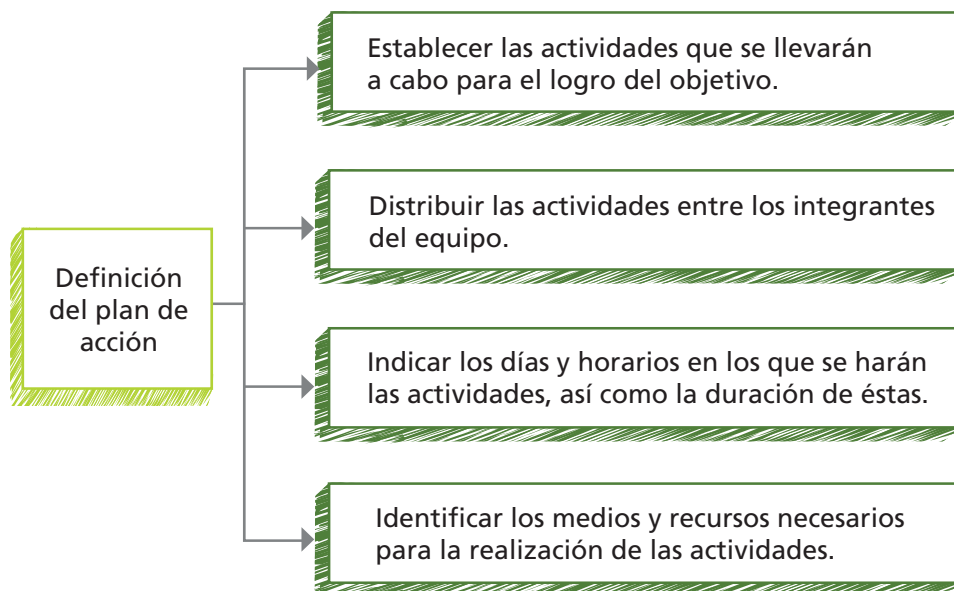 Definición
del plan de
acción
Establecer las actividades que se llevarán
a cabo para el logro del objetivo.
Distribuir las actividades entre los integrantes
del equipo.
Indicar los días y horarios en los que se harán
las actividades, así como la duración de éstas.
Identificar los medios y recursos necesarios
para la realización de las actividades.